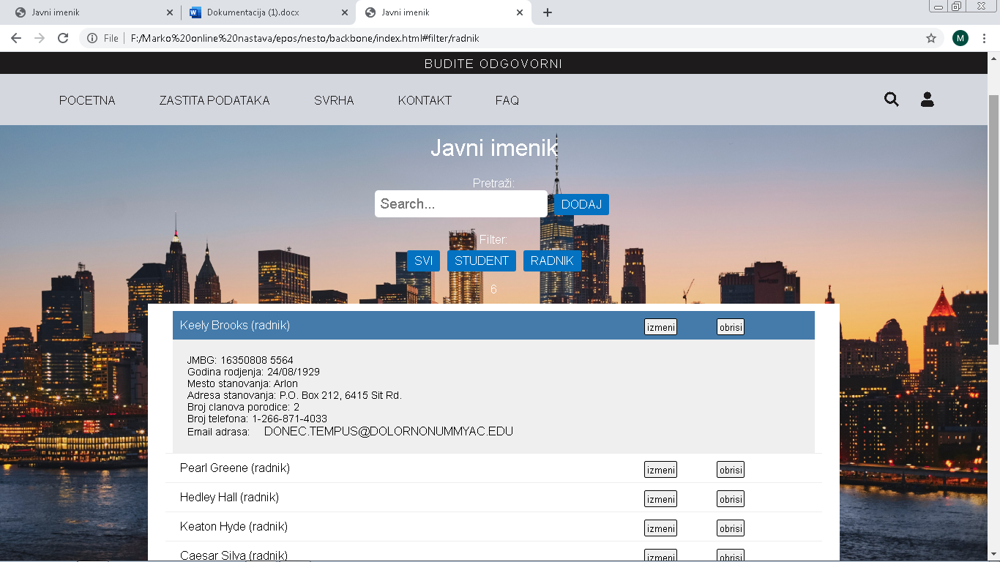 Javni imenik
Dokumentacija (1).docx
Javni imenik
File
F:/Marko%20online%20nastava/epos/nesto/backbone/index.html#filter/radnik
M
BUDITE ODGOVORNI
POCETNA
ZASTITA PODATAKA
SVRHA
KONTAKT
FAQ
Javni imenik
Pretraži:
Search...
DODAJ
Filter:
SVI
STUDENT
RADNIK
6
Keely Brooks (radnik)
izmeni
obrisi
JMBG: 16350808 5564
Godina rodjenja: 24/08/1929
Mesto stanovanja: Arlon
Adresa stanovanja: P.O. Box 212, 6415 Sit Rd.
Broj clanova porodice: 2
Broj telefona: 1-266-871-4033
Email adresa: DONEC.TEMPUS@DOLORNONUMMYAC.EDU
Pearl Greene (radnik)
izmeni
obrisi
Hedley Hall (radnik)
izmeni
obrisi
Keaton Hyde (radnik)
izmeni
obrisi
Caesar Silva (radnik)
izmeni
obrisi